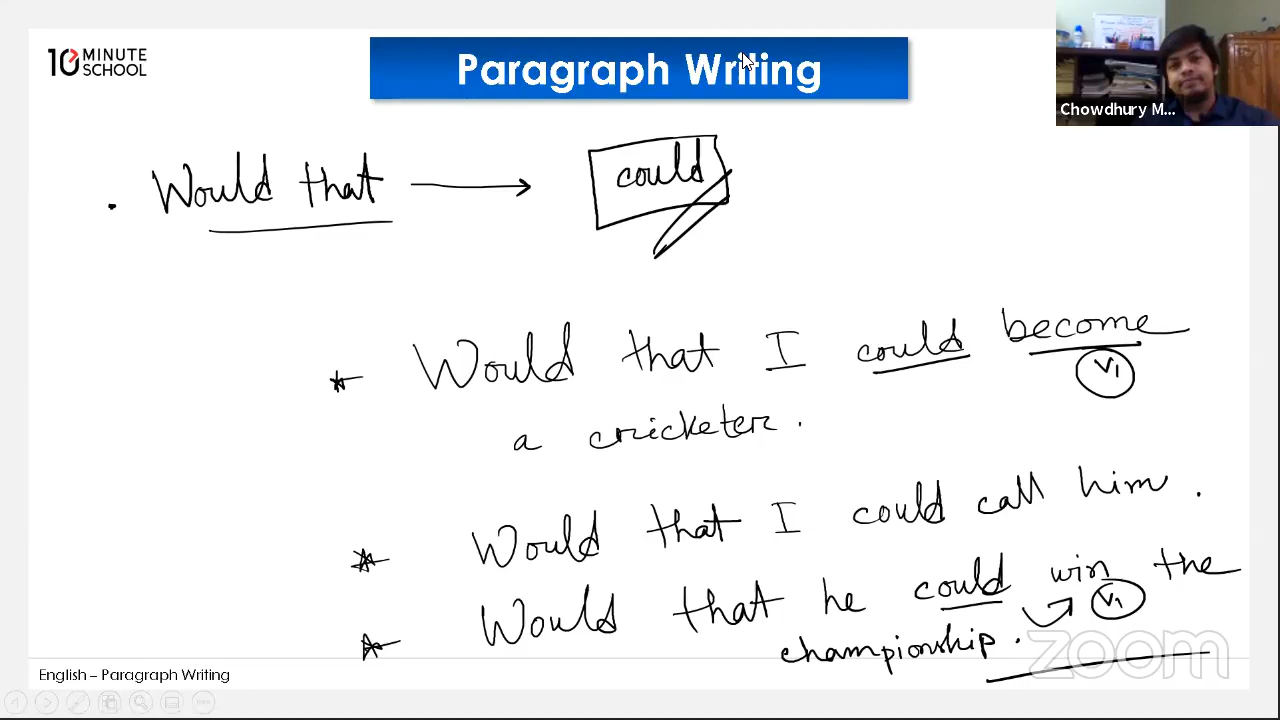 10 MINUTE
SCHOOL
Paragraph Writing
Chowdhury M...
. Would that → could
* Would that I could become
V1
a cricketer.
* Would that I could call him.
* Would that he could win the
V1
championship.
zoom
English – Paragraph Writing